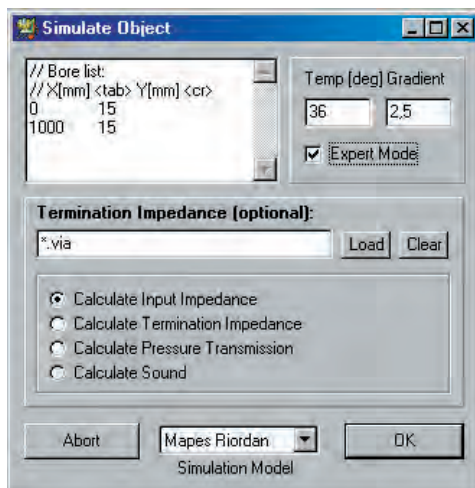 Simulate Object
// Bore list:
// X[mm] <tab> Y[mm] <cr>
0 15
1000 15
Temp (deg) Gradient
36 2,5
Expert Mode
Termination Impedance (optional):
*.via
Load Clear
Calculate Input Impedance
Calculate Termination Impedance
Calculate Pressure Transmission
Calculate Sound
Abort Mapes Riordan OK
Simulation Model